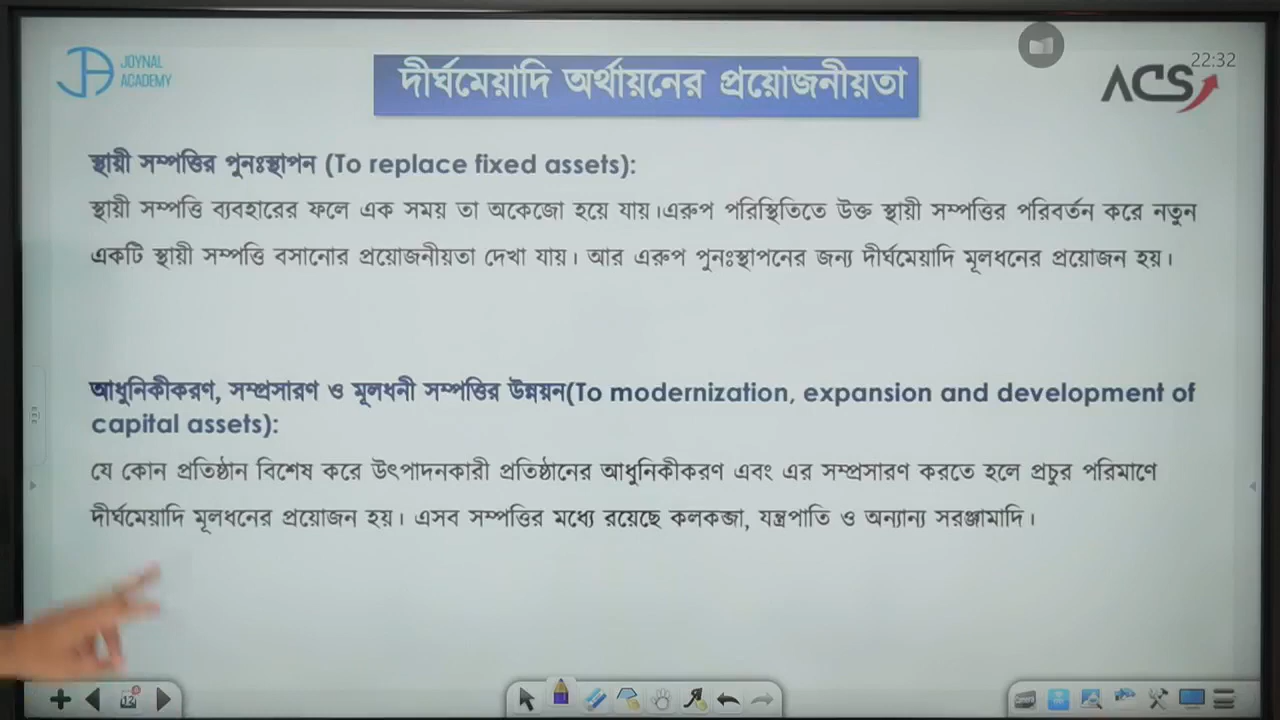 JOYNAL
ACADEMY
দীর্ঘমেয়াদি অর্থায়নের প্রয়োজনীয়তা
22:32
ACS
স্থায়ী সম্পত্তির পুনঃস্থাপন (To replace fixed assets):
স্থায়ী সম্পত্তি ব্যবহারের ফলে এক সময় তা অকেজো হয়ে যায়।এরুপ পরিস্থিতিতে উক্ত স্থায়ী সম্পত্তির পরিবর্তন করে নতুন
একটি স্থায়ী সম্পত্তি বসানোর প্রয়োজনীয়তা দেখা যায়। আর এরুপ পুনঃস্থাপনের জন্য দীর্ঘমেয়াদি মূলধনের প্রয়োজন হয়।
আধুনিকীকরণ, সম্প্রসারণ ও মূলধনী সম্পত্তির উন্নয়ন(To modernization, expansion and development of
capital assets):
যে কোন প্রতিষ্ঠান বিশেষ করে উৎপাদনকারী প্রতিষ্ঠানের আধুনিকীকরণ এবং এর সম্প্রসারণ করতে হলে প্রচুর পরিমাণে
দীর্ঘমেয়াদি মূলধনের প্রয়োজন হয়। এসব সম্পত্তির মধ্যে রয়েছে কলকব্জা, যন্ত্রপাতি ও অন্যান্য সরঞ্জামাদি।
12